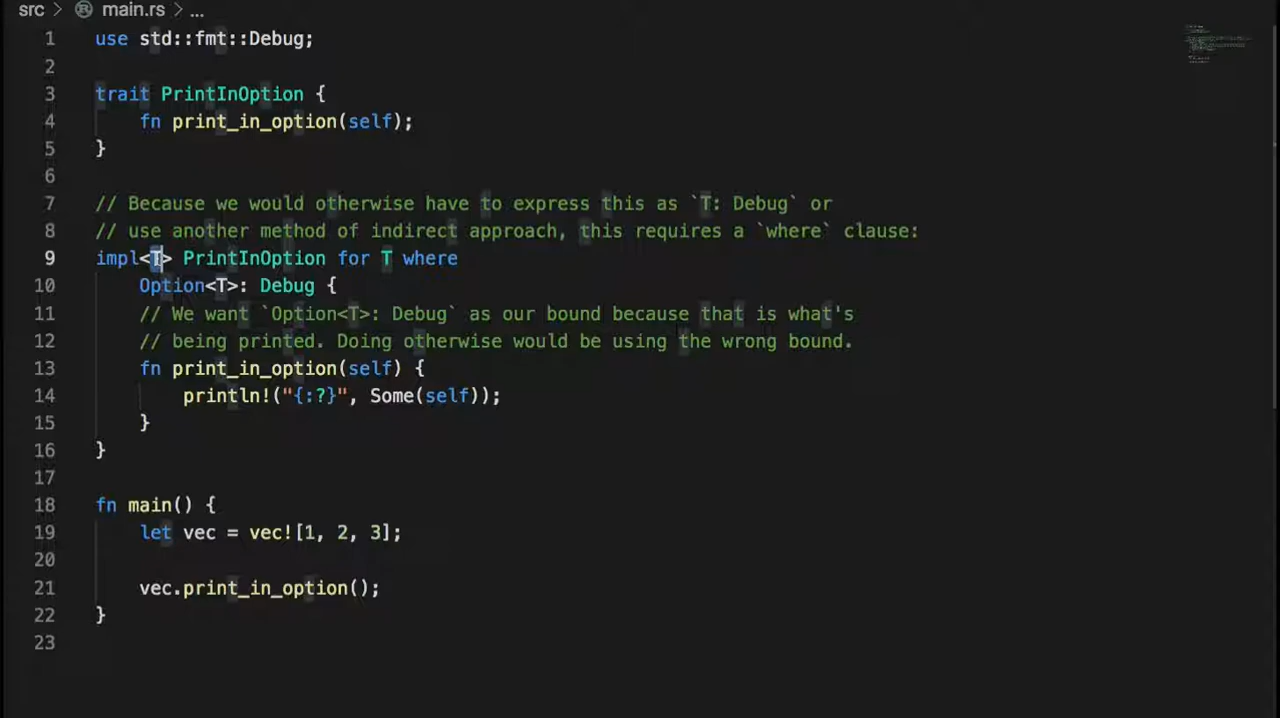 src > main.rs > ...
1 use std::fmt::Debug;
2
3 trait PrintInOption {
4     fn print_in_option(self);
5 }
6
7 // Because we would otherwise have to express this as `T: Debug` or
8 // use another method of indirect approach, this requires a `where` clause:
9 impl<T> PrintInOption for T where
10     Option<T>: Debug {
11     // We want `Option<T>: Debug` as our bound because that is what's
12     // being printed. Doing otherwise would be using the wrong bound.
13     fn print_in_option(self) {
14         println!("{:?}", Some(self));
15     }
16 }
17
18 fn main() {
19     let vec = vec![1, 2, 3];
20
21     vec.print_in_option();
22 }
23